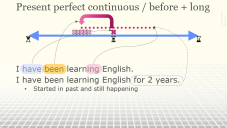 Present perfect continuous / before + long
I have been learning English.
I have been learning English for 2 years.
• Started in past and still happening